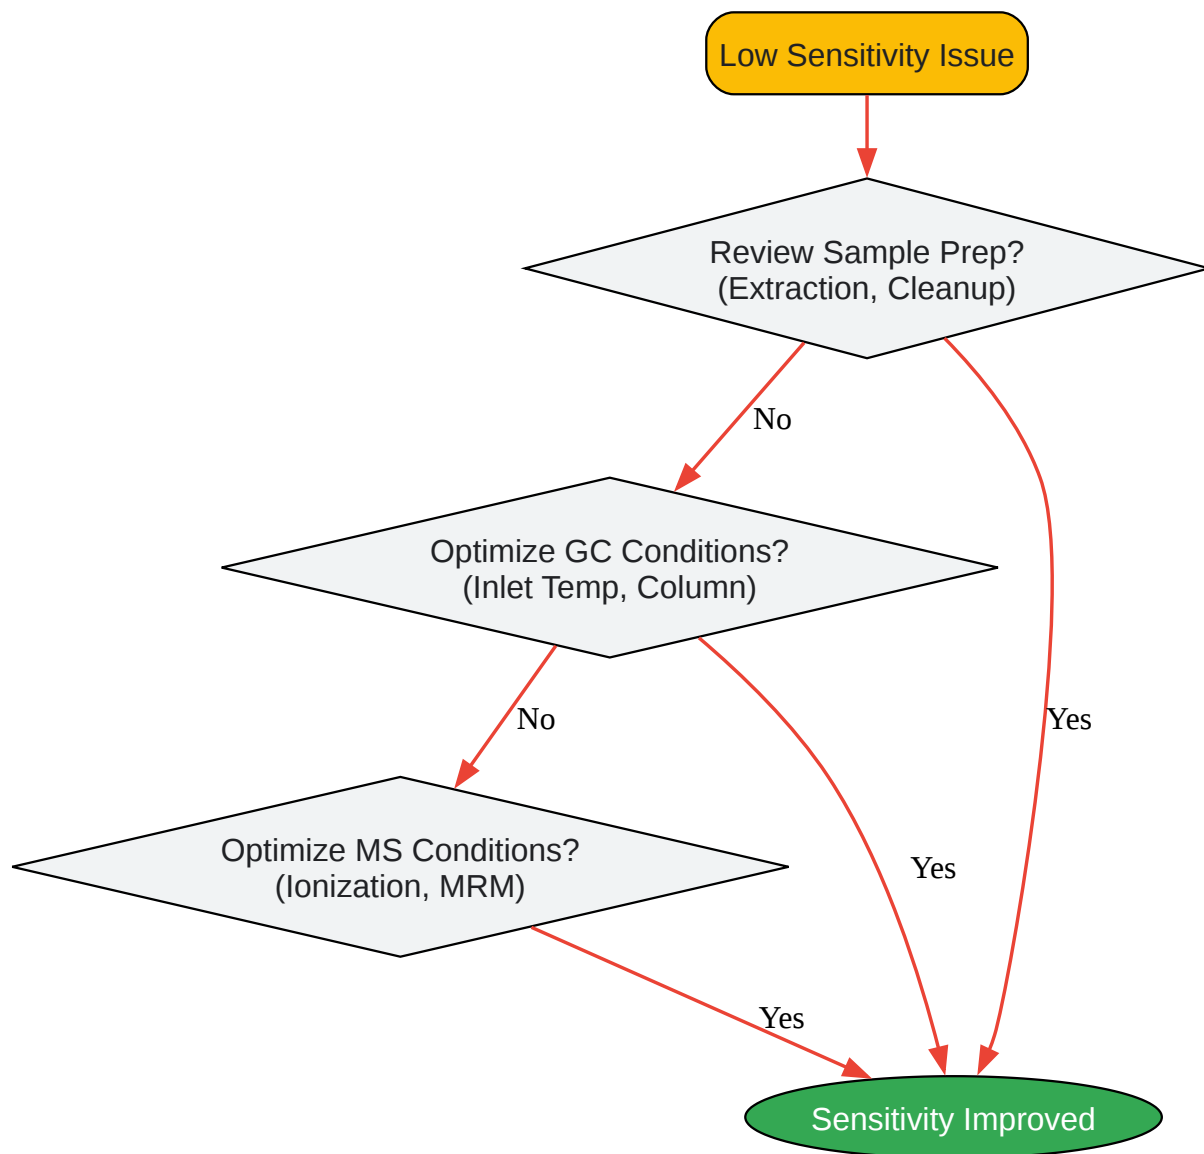 Low Sensitivity Issue
Review Sample Prep?
(Extraction, Cleanup)
No
Optimize GC Conditions?
(Inlet Temp, Column)
No
Yes
Optimize MS Conditions?
(Ionization, MRM)
Yes
Yes
Sensitivity Improved